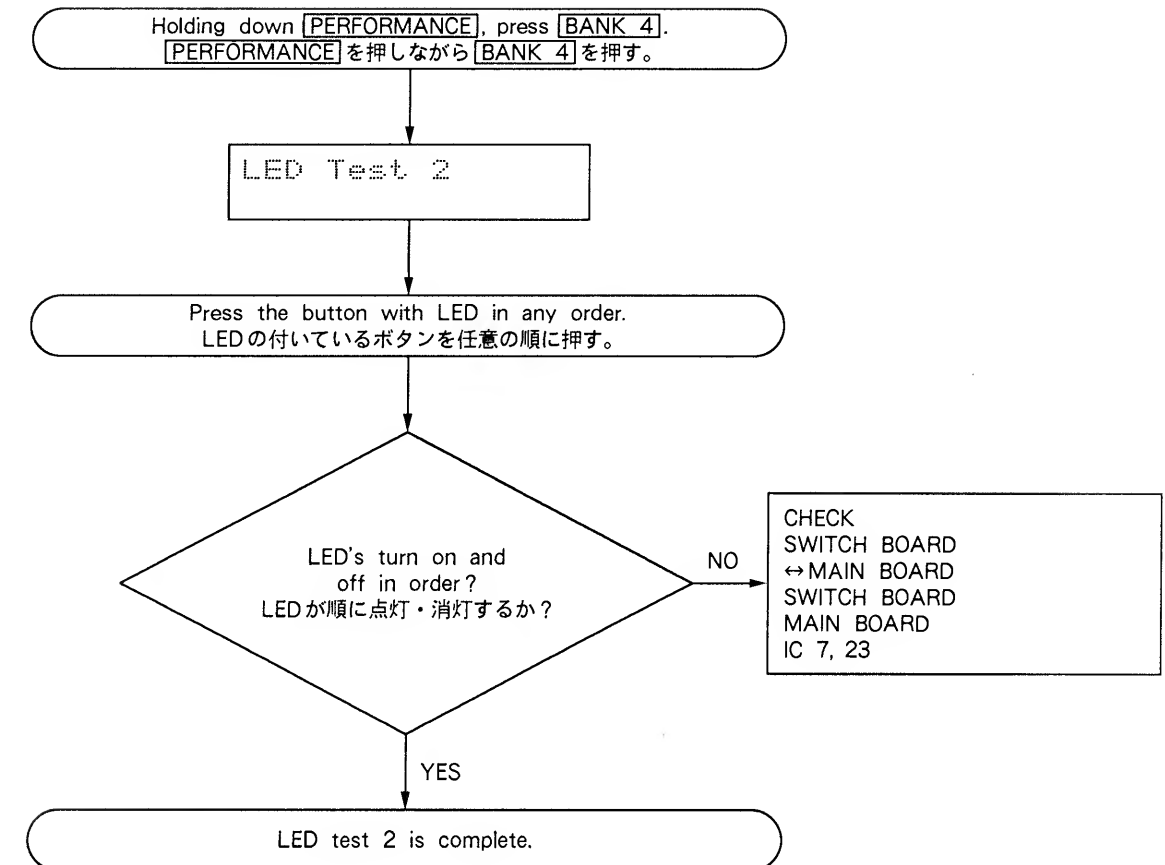 Holding down PERFORMANCE, press BANK 4.
PERFORMANCEを押しながらBANK 4を押す。
LED Test 2
Press the button with LED in any order.
LEDの付いているボタンを任意の順に押す。
LED's turn on and
off in order?
LEDが順に点灯・消灯するか?
NO
CHECK
SWITCH BOARD
↔MAIN BOARD
SWITCH BOARD
MAIN BOARD
IC 7, 23
YES
LED test 2 is complete.